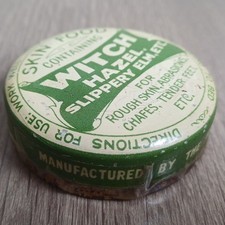 SKIN FOOD
CONTAINING
WITCH
HAZEL
SLIPPERY ELM, ETC.
FOR
ROUGH SKIN, ABRASIONS,
CHAFES, TENDER FEET,
ETC.
DIRECTIONS FOR USE:
MANUFACTURED BY THE